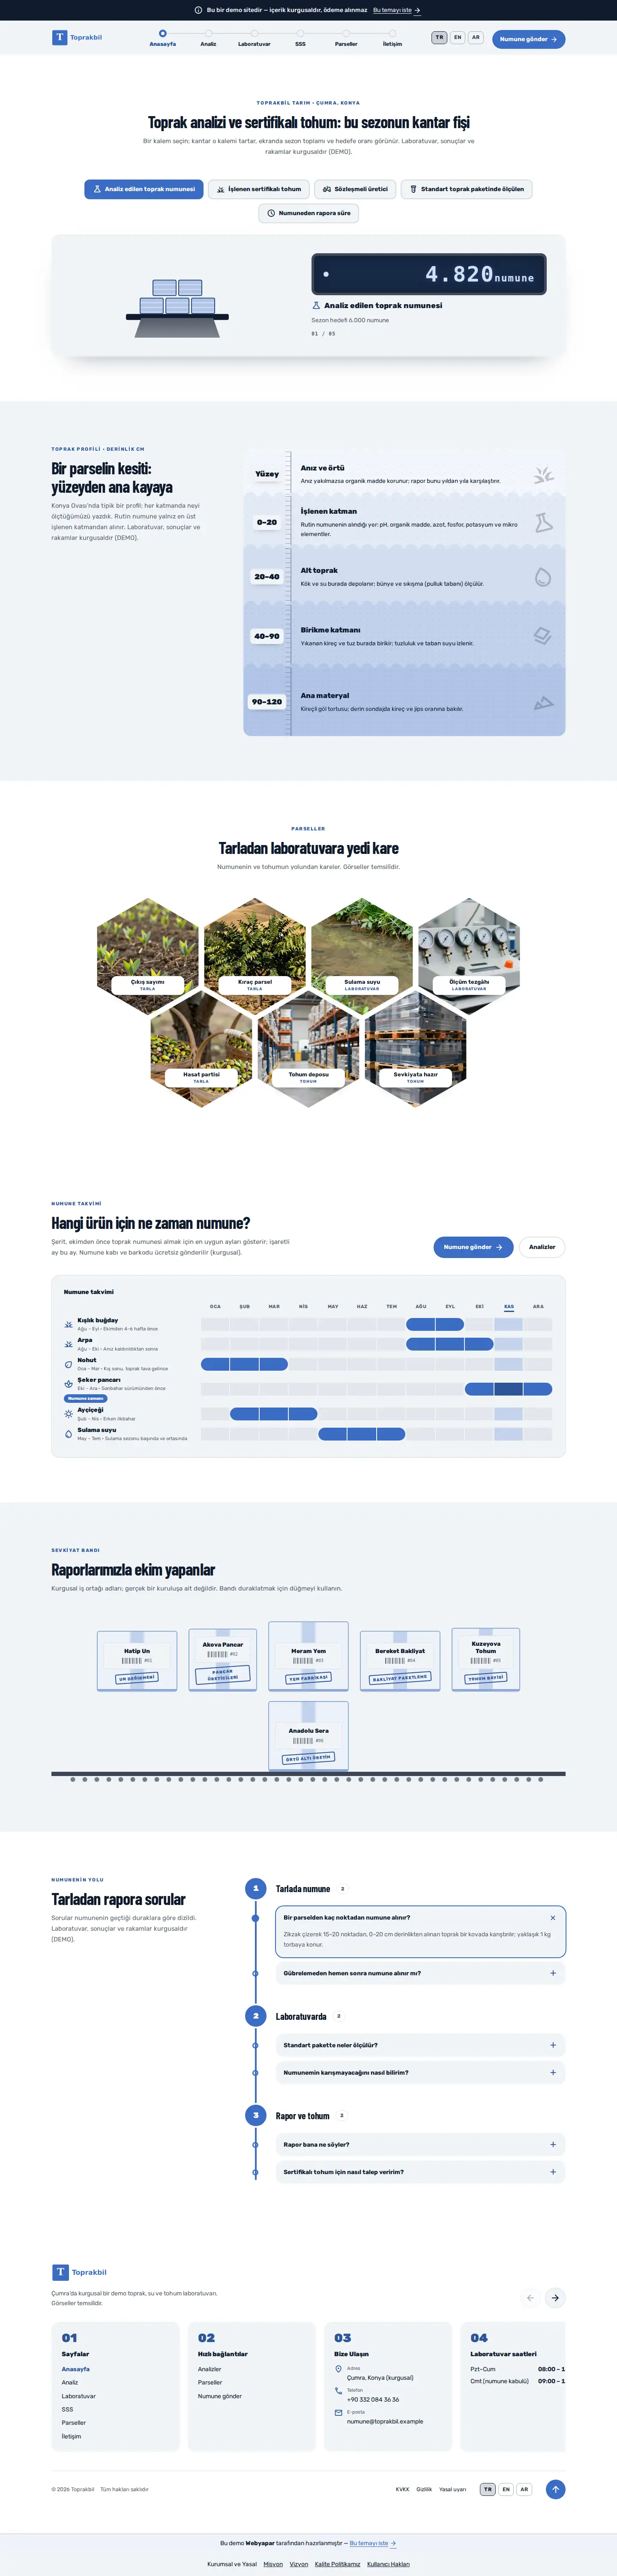 Bu bir demo sitedir — içerik kurgusaldır, ödeme alınmaz Bu temayı iste
Toprakbil
Anasayfa
Analiz
Laboratuvar
SSS
Parseller
İletişim
TR
EN
AR
Numune gönder
TOPRAKBİL TARIM • ÇUMRA, KONYA
Toprak analizi ve sertifikalı tohum: bu sezonun kantar fişi
Bir kalem seçin; kantar o kalemi tartar, ekranda sezon toplamı ve hedefe oranı görünür. Laboratuvar, sonuçlar ve
rakamlar kurgusaldır (DEMO).
Analiz edilen toprak numunesi
İşlenen sertifikalı tohum
Sözleşmeli üretici
Standart toprak paketinde ölçülen
Numuneden rapora süre
4.820 numune
Analiz edilen toprak numunesi
Sezon hedefi 6.000 numune
01 / 05
TOPRAK PROFİLİ • DERİNLİK CM
Bir parselin kesiti:
yüzeyden ana kayaya
Konya Ovası'nda tipik bir profil; her katmanda neyi
ölçtüğümüzü yazdık. Rutin numune yalnız en üst
işlenen katmandan alınır. Laboratuvar, sonuçlar ve
rakamlar kurgusaldır (DEMO).
Yüzey
Anız ve örtü
Anız yakılmazsa organik madde korunur; rapor bunu yıldan yıla karşılaştırır.
0–20
İşlenen katman
Rutin numunenin alındığı yer: pH, organik madde, azot, fosfor, potasyum ve mikro
elementler.
20–40
Alt toprak
Kök ve su burada depolanır; bünye ve sıkışma (pulluk tabanı) ölçülür.
40–90
Birikme katmanı
Yıkanan kireç ve tuz burada birikir; tuzluluk ve taban suyu izlenir.
90–120
Ana materyal
Kireçli göl tortusu; derin sondajda kireç ve jips oranına bakılır.
PARSELLER
Tarladan laboratuvara yedi kare
Numunenin ve tohumun yolundan kareler. Görseller temsilîdir.
Çıkış sayımı
TARLA
Kıraç parsel
TARLA
Sulama suyu
LABORATUVAR
Ölçüm tezgâhı
LABORATUVAR
Hasat partisi
TARLA
Tohum deposu
TOHUM
Sevkiyata hazır
TOHUM
NUMUNE TAKVİMİ
Hangi ürün için ne zaman numune?
Şerit, ekimden önce toprak numunesi almak için en uygun ayları gösterir; işaretli
ay bu ay. Numune kabı ve barkodu ücretsiz gönderilir (kurgusal).
Numune gönder
Analizler
Numune takvimi
OCA ŞUB MAR NİS MAY HAZ TEM AĞU EYL EKİ KAS ARA
Kışlık buğday
Ağu – Eyl • Ekimden 4–6 hafta önce
Arpa
Ağu – Eki • Anız kaldırıldıktan sonra
Nohut
Oca – Mar • Kış sonu, toprak tava gelince
Şeker pancarı
Eki – Ara • Sonbahar sürümünden önce
Numune zamanı
Ayçiçeği
Şub – Nis • Erken ilkbahar
Sulama suyu
May – Tem • Sulama sezonu başında ve ortasında
SEVKİYAT BANDI
Raporlarımızla ekim yapanlar
Kurgusal iş ortağı adları; gerçek bir kuruluşa ait değildir. Bandı duraklatmak için düğmeyi kullanın.
Hatip Un
#01
UN DEĞİRMENİ
Akova Pancar
#02
PANCAR
ÜRETİCİLERİ
Meram Yem
#03
YEM FABRİKASI
Bereket Bakliyat
#04
BAKLİYAT PAKETLEME
Kuzeyova
Tohum
#05
TOHUM BAYİSİ
Anadolu Sera
#06
ÖRTÜ ALTI ÜRETİM
NUMUNENİN YOLU
Tarladan rapora sorular
Sorular numunenin geçtiği duraklara göre dizildi.
Laboratuvar, sonuçlar ve rakamlar kurgusaldır
(DEMO).
1
Tarlada numune 2
Bir parselden kaç noktadan numune alınır?
Zikzak çizerek 15–20 noktadan, 0–20 cm derinlikten alınan toprak bir kovada karıştırılır; yaklaşık 1 kg
torbaya konur.
Gübrelemeden hemen sonra numune alınır mı?
2
Laboratuvarda 2
Standart pakette neler ölçülür?
Numunemin karışmayacağını nasıl bilirim?
3
Rapor ve tohum 2
Rapor bana ne söyler?
Sertifikalı tohum için nasıl talep veririm?
Toprakbil
Çumra'da kurgusal bir demo toprak, su ve tohum laboratuvarı.
Görseller temsilîdir.
01
Sayfalar
Anasayfa
Analiz
Laboratuvar
SSS
Parseller
İletişim
02
Hızlı bağlantılar
Analizler
Parseller
Numune gönder
03
Bize Ulaşın
Adres
Çumra, Konya (kurgusal)
Telefon
+90 332 084 36 36
E-posta
numune@toprakbil.example
04
Laboratuvar saatleri
Pzt–Cum 08:00 – 1
Cmt (numune kabulü) 09:00 – 1
© 2026 Toprakbil Tüm hakları saklıdır
KVKK Gizlilik Yasal uyarı
TR
EN
AR
Bu demo Webyapar tarafından hazırlanmıştır — Bu temayı iste
Kurumsal ve Yasal Misyon Vizyon Kalite Politikamız Kullanıcı Hakları